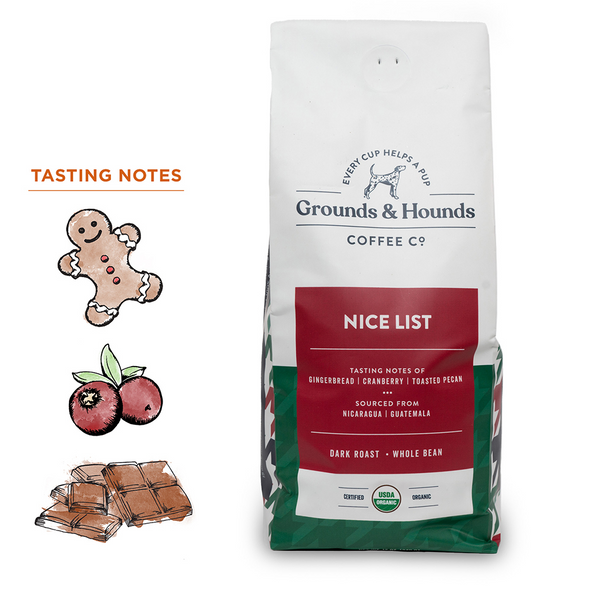 TASTING NOTES
EVERY CUP HELPS A PUP
Grounds & Hounds
COFFEE Cº
NICE LIST
TASTING NOTES OF
GINGERBREAD | CRANBERRY | TOASTED PECAN
SOURCED FROM
NICARAGUA | GUATEMALA
DARK ROAST • WHOLE BEAN
CERTIFIED
USDA
ORGANIC
ORGANIC